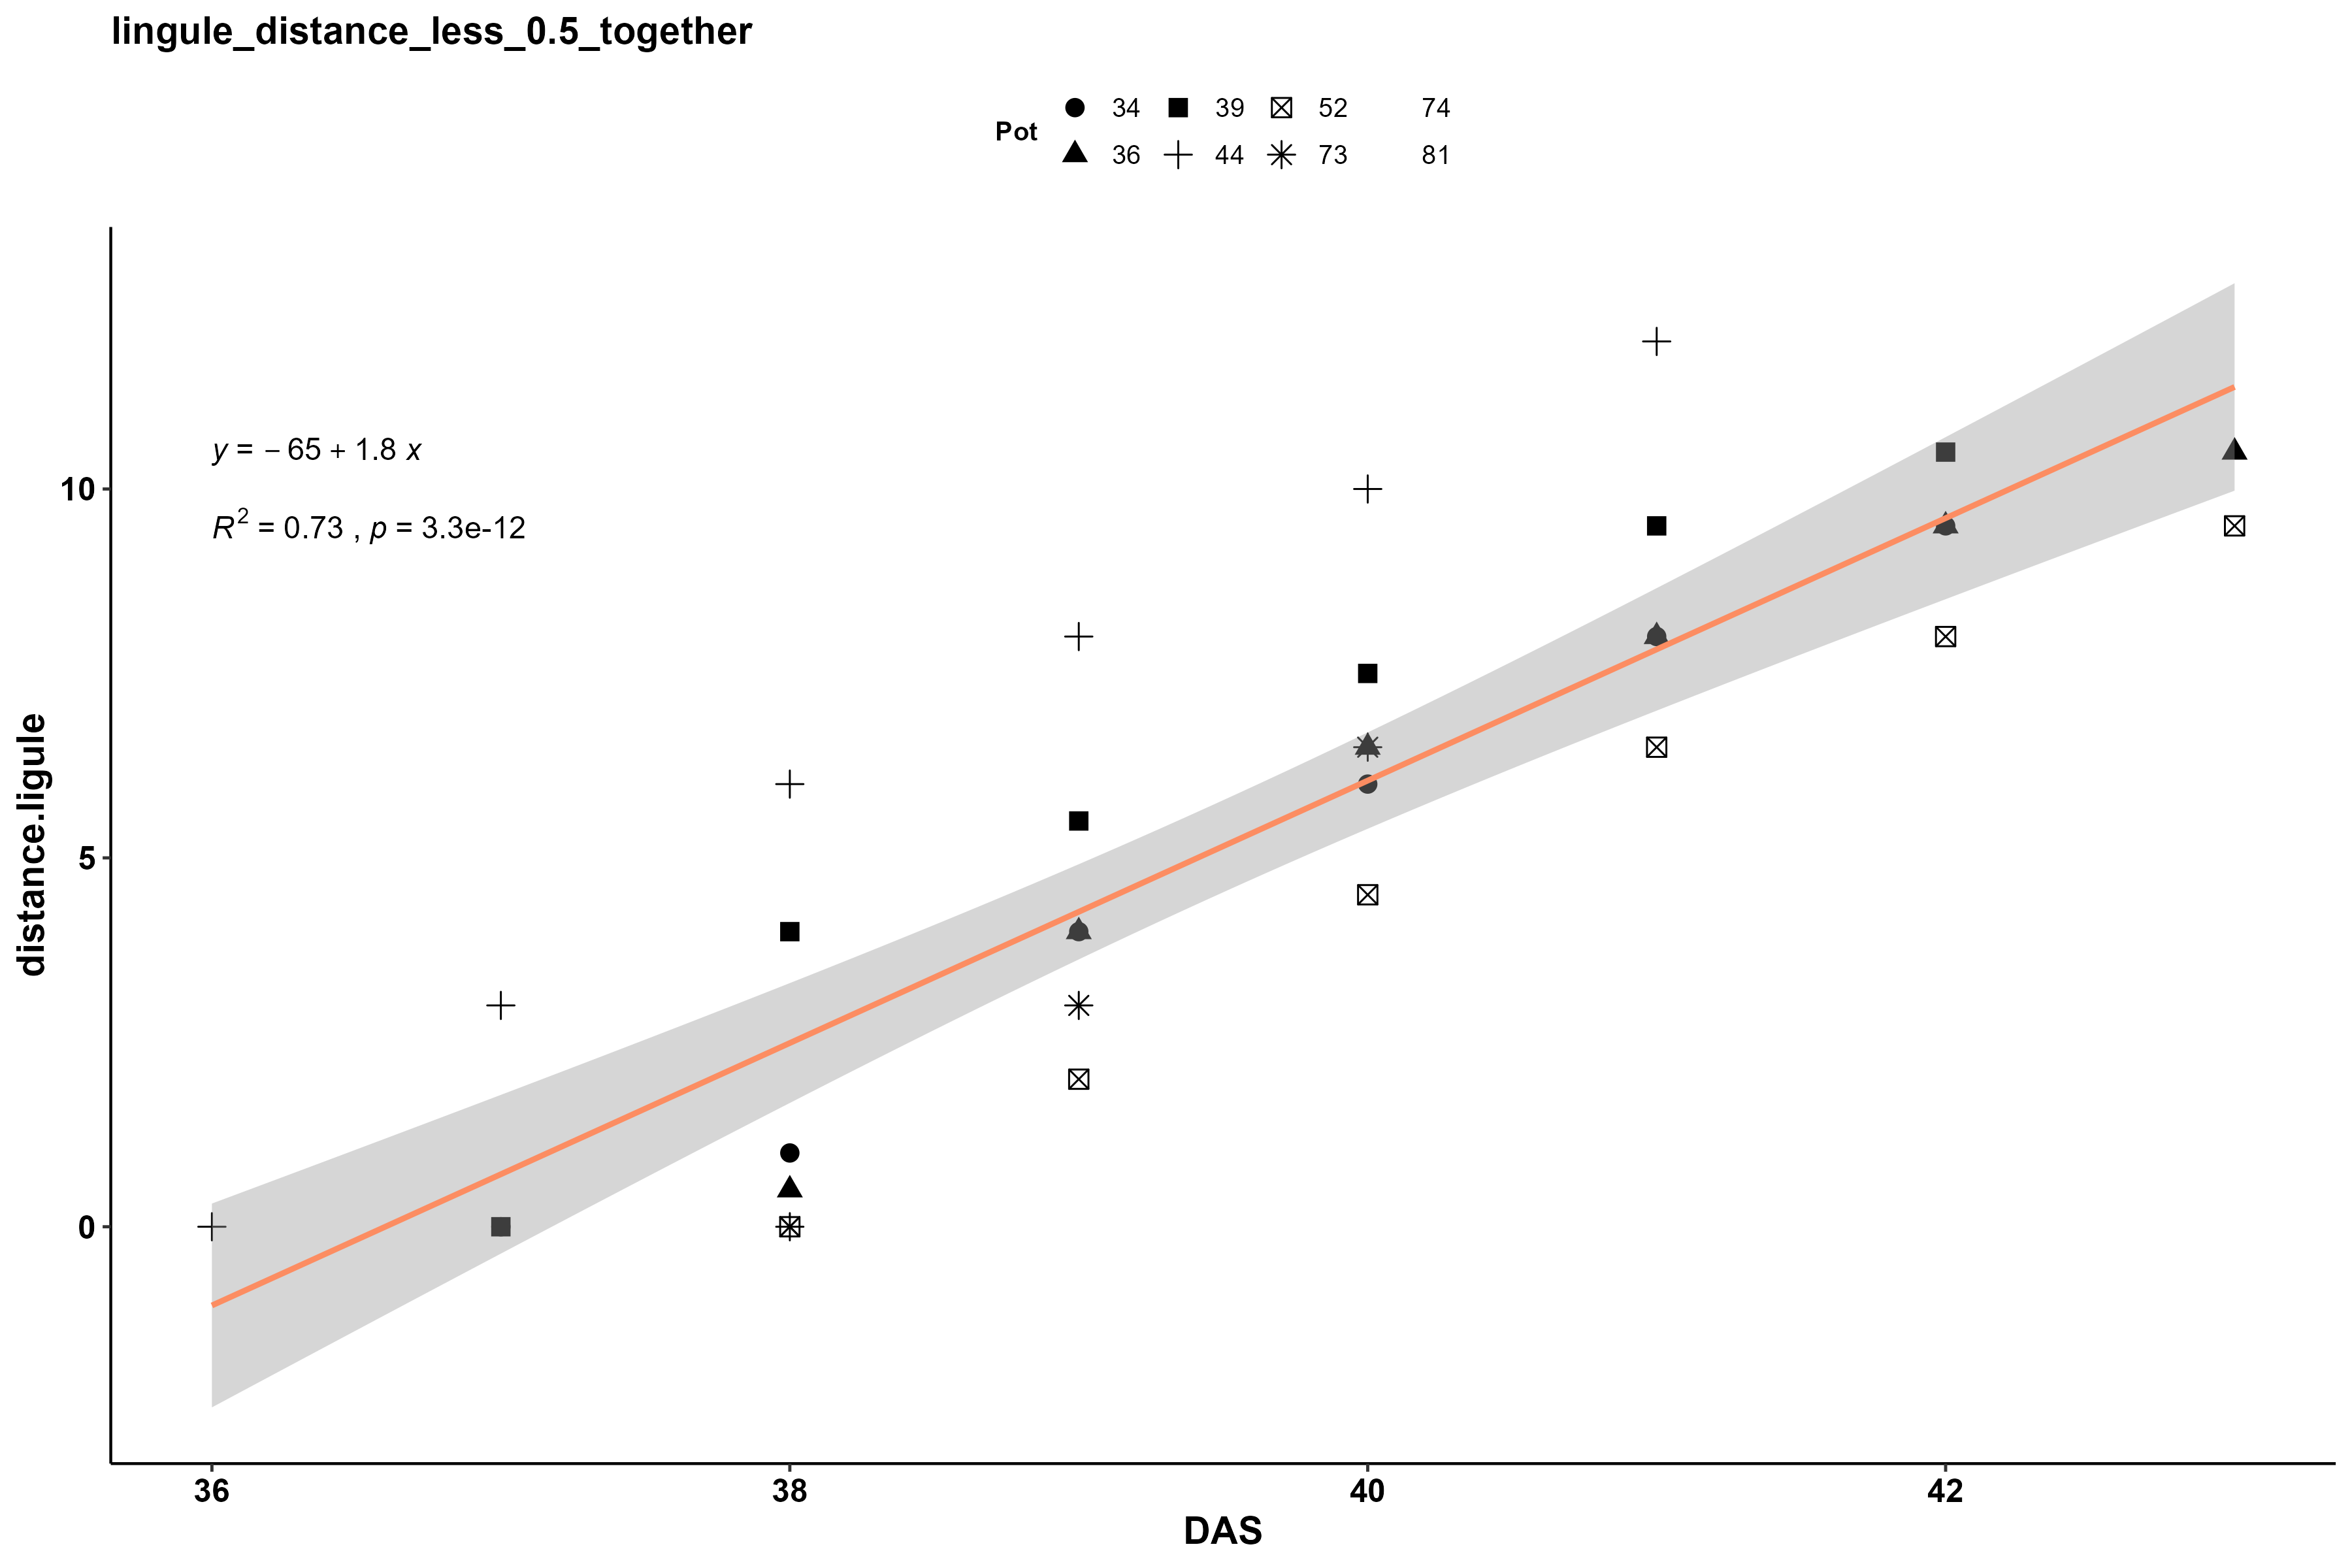 lingule_distance_less_0.5_together
Pot 34 39 52 74
36 44 73 81
y = − 65 + 1.8 x
R2 = 0.73 , p = 3.3e-12
10
5
0
distance.ligule
36 38 40 42
DAS